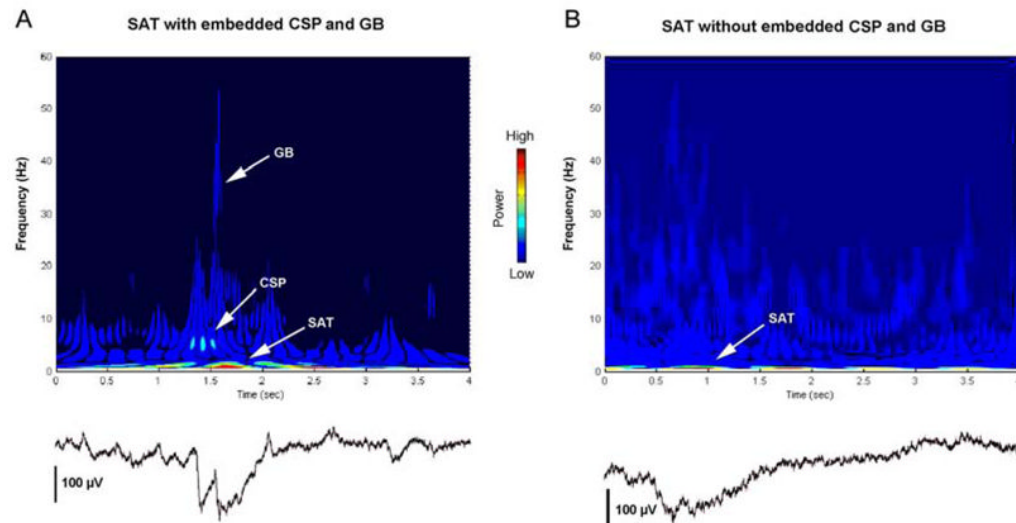 A
SAT with embedded CSP and GB
60
50
40
30
20
10
0
Frequency (Hz)
GB
CSP
SAT
0 0.5 1 1.5 2 2.5 3 3.5 4
Time (sec)
100 µV
High
Power
Low
B
SAT without embedded CSP and GB
60
50
40
30
20
10
0
Frequency (Hz)
SAT
0 0.5 1 1.5 2 2.5 3 3.5
Time (sec)
100 µV